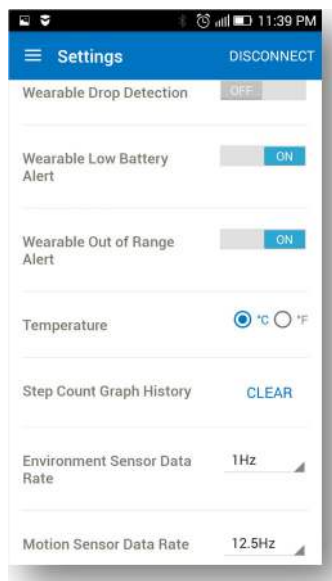 11:39 PM
Settings DISCONNECT
Wearable Drop Detection OFF
Wearable Low Battery ON
Alert
Wearable Out of Range ON
Alert
Temperature °C °F
Step Count Graph History CLEAR
Environment Sensor Data 1Hz
Rate
Motion Sensor Data Rate 12.5Hz